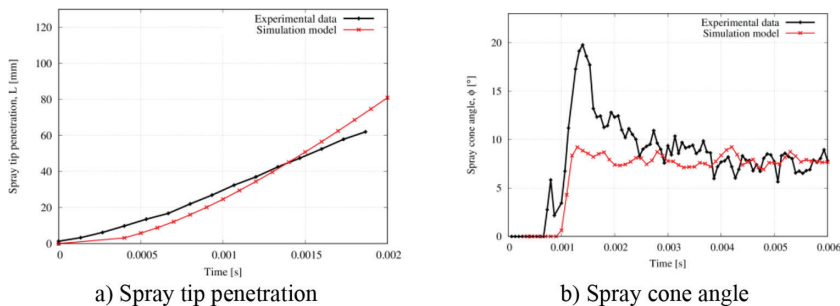 Experimental data
Simulation model
Spray tip penetration, L [mm]
120
100
80
60
40
20
0
0 0.0005 0.001 0.0015 0.002
Time [s]
a) Spray tip penetration
Experimental data
Simulation model
Spray cone angle, ϕ [°]
20
15
10
5
0
0 0.001 0.002 0.003 0.004 0.005 0.006
Time [s]
b) Spray cone angle